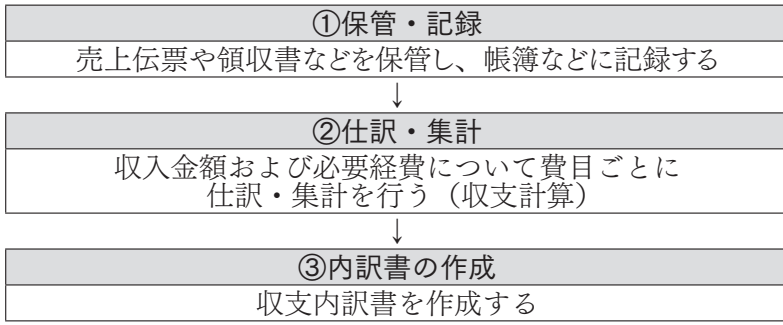 ①保管・記録
売上伝票や領収書などを保管し、帳簿などに記録する
↓
②仕訳・集計
収入金額および必要経費について費目ごとに
仕訳・集計を行う（収支計算）
↓
③内訳書の作成
収支内訳書を作成する